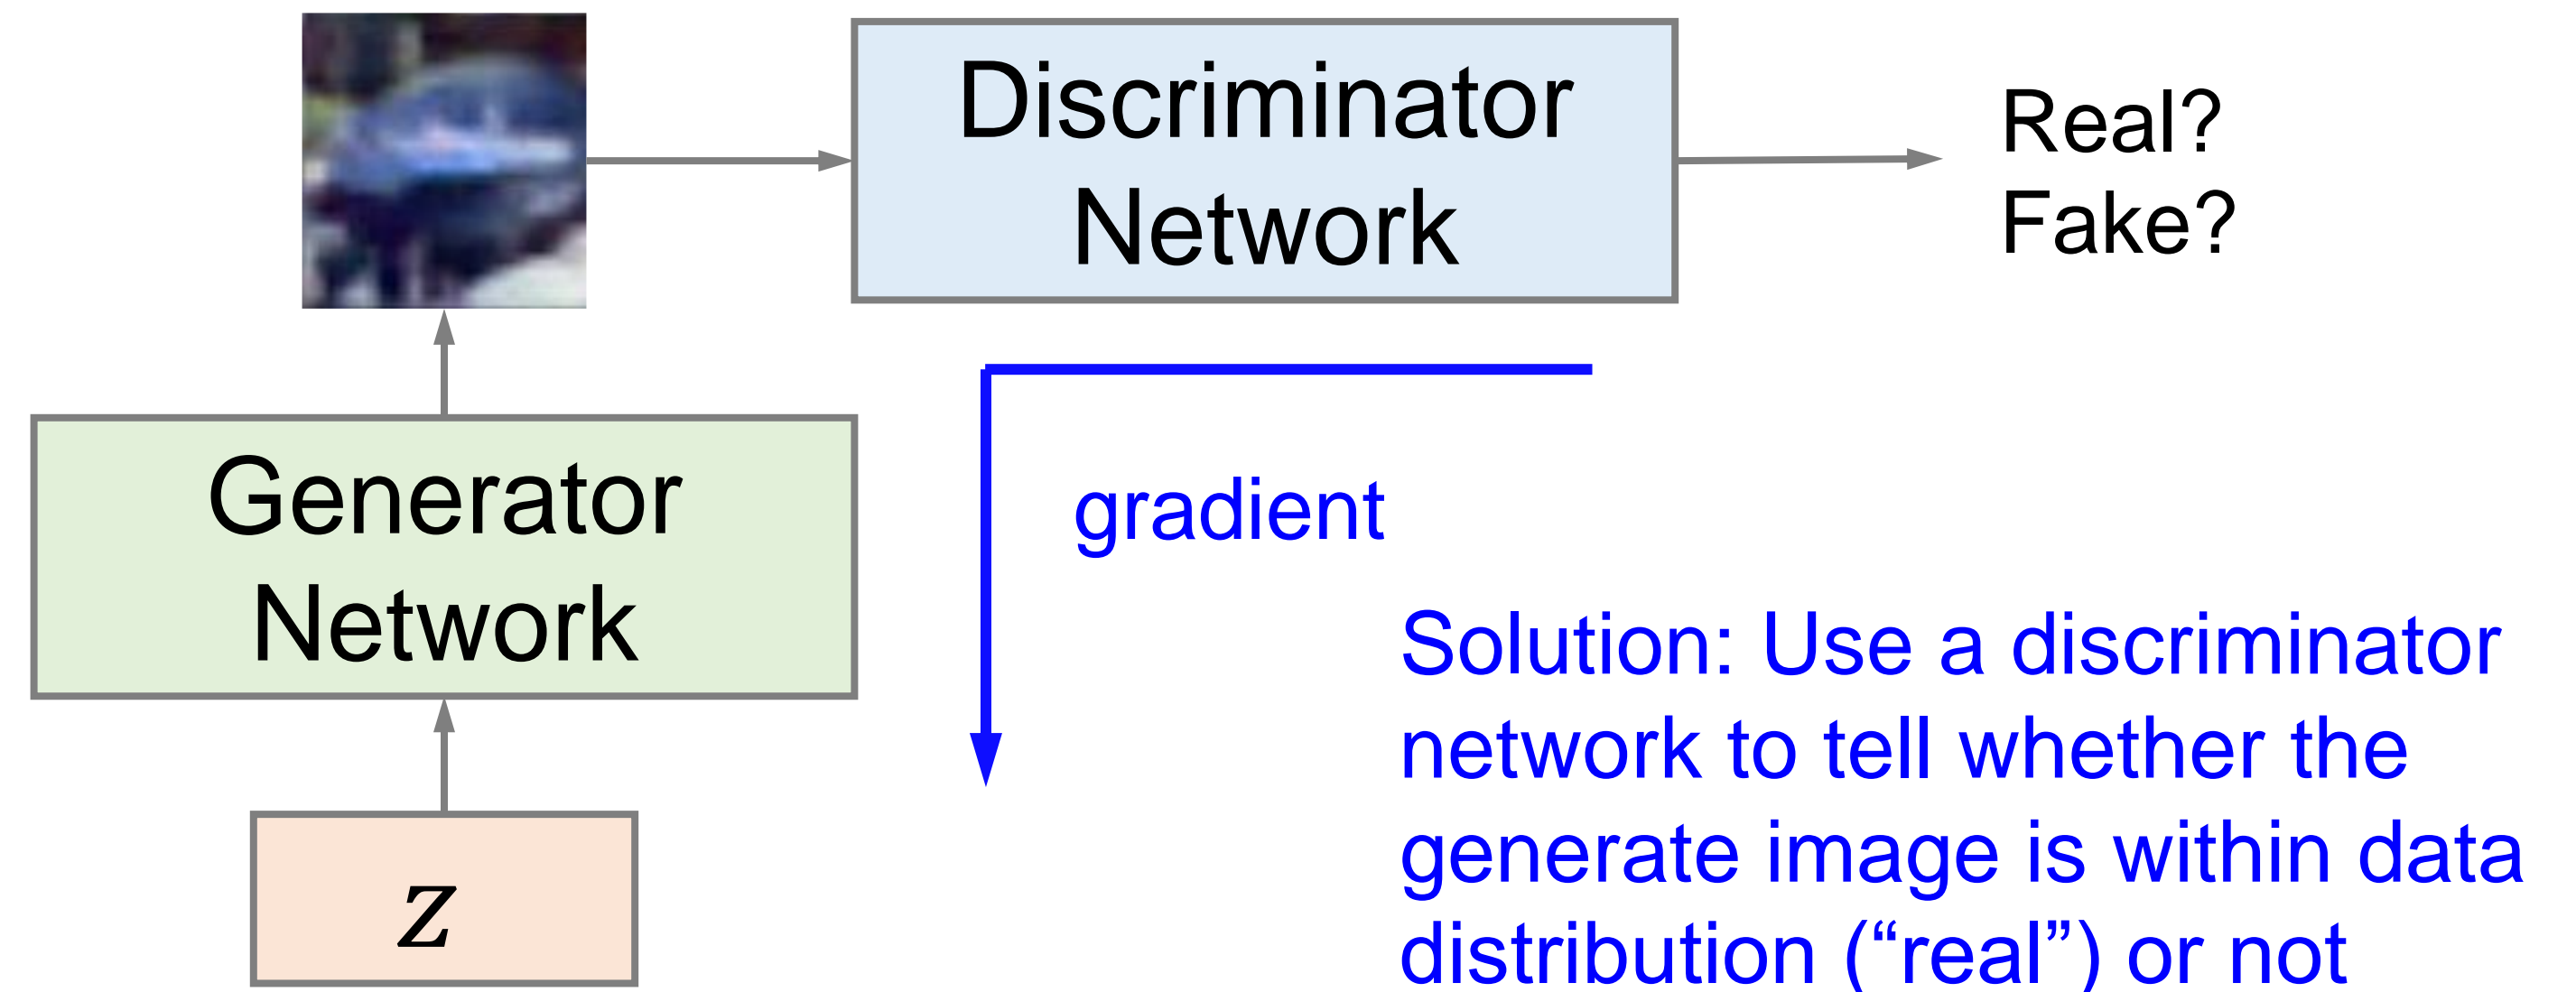 Discriminator
Network
Real?
Fake?
Generator
Network
gradient
z
Solution: Use a discriminator
network to tell whether the
generate image is within data
distribution (“real”) or not